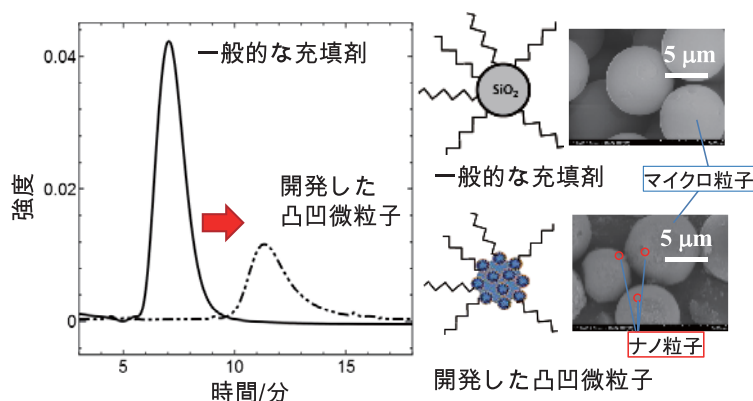 一般的な充填剤
開発した
凸凹微粒子
強度
0.04
0.02
0
5
10
15
時間/分
SiO₂
5 μm
一般的な充填剤
マイクロ粒子
5 μm
ナノ粒子
開発した凸凹微粒子